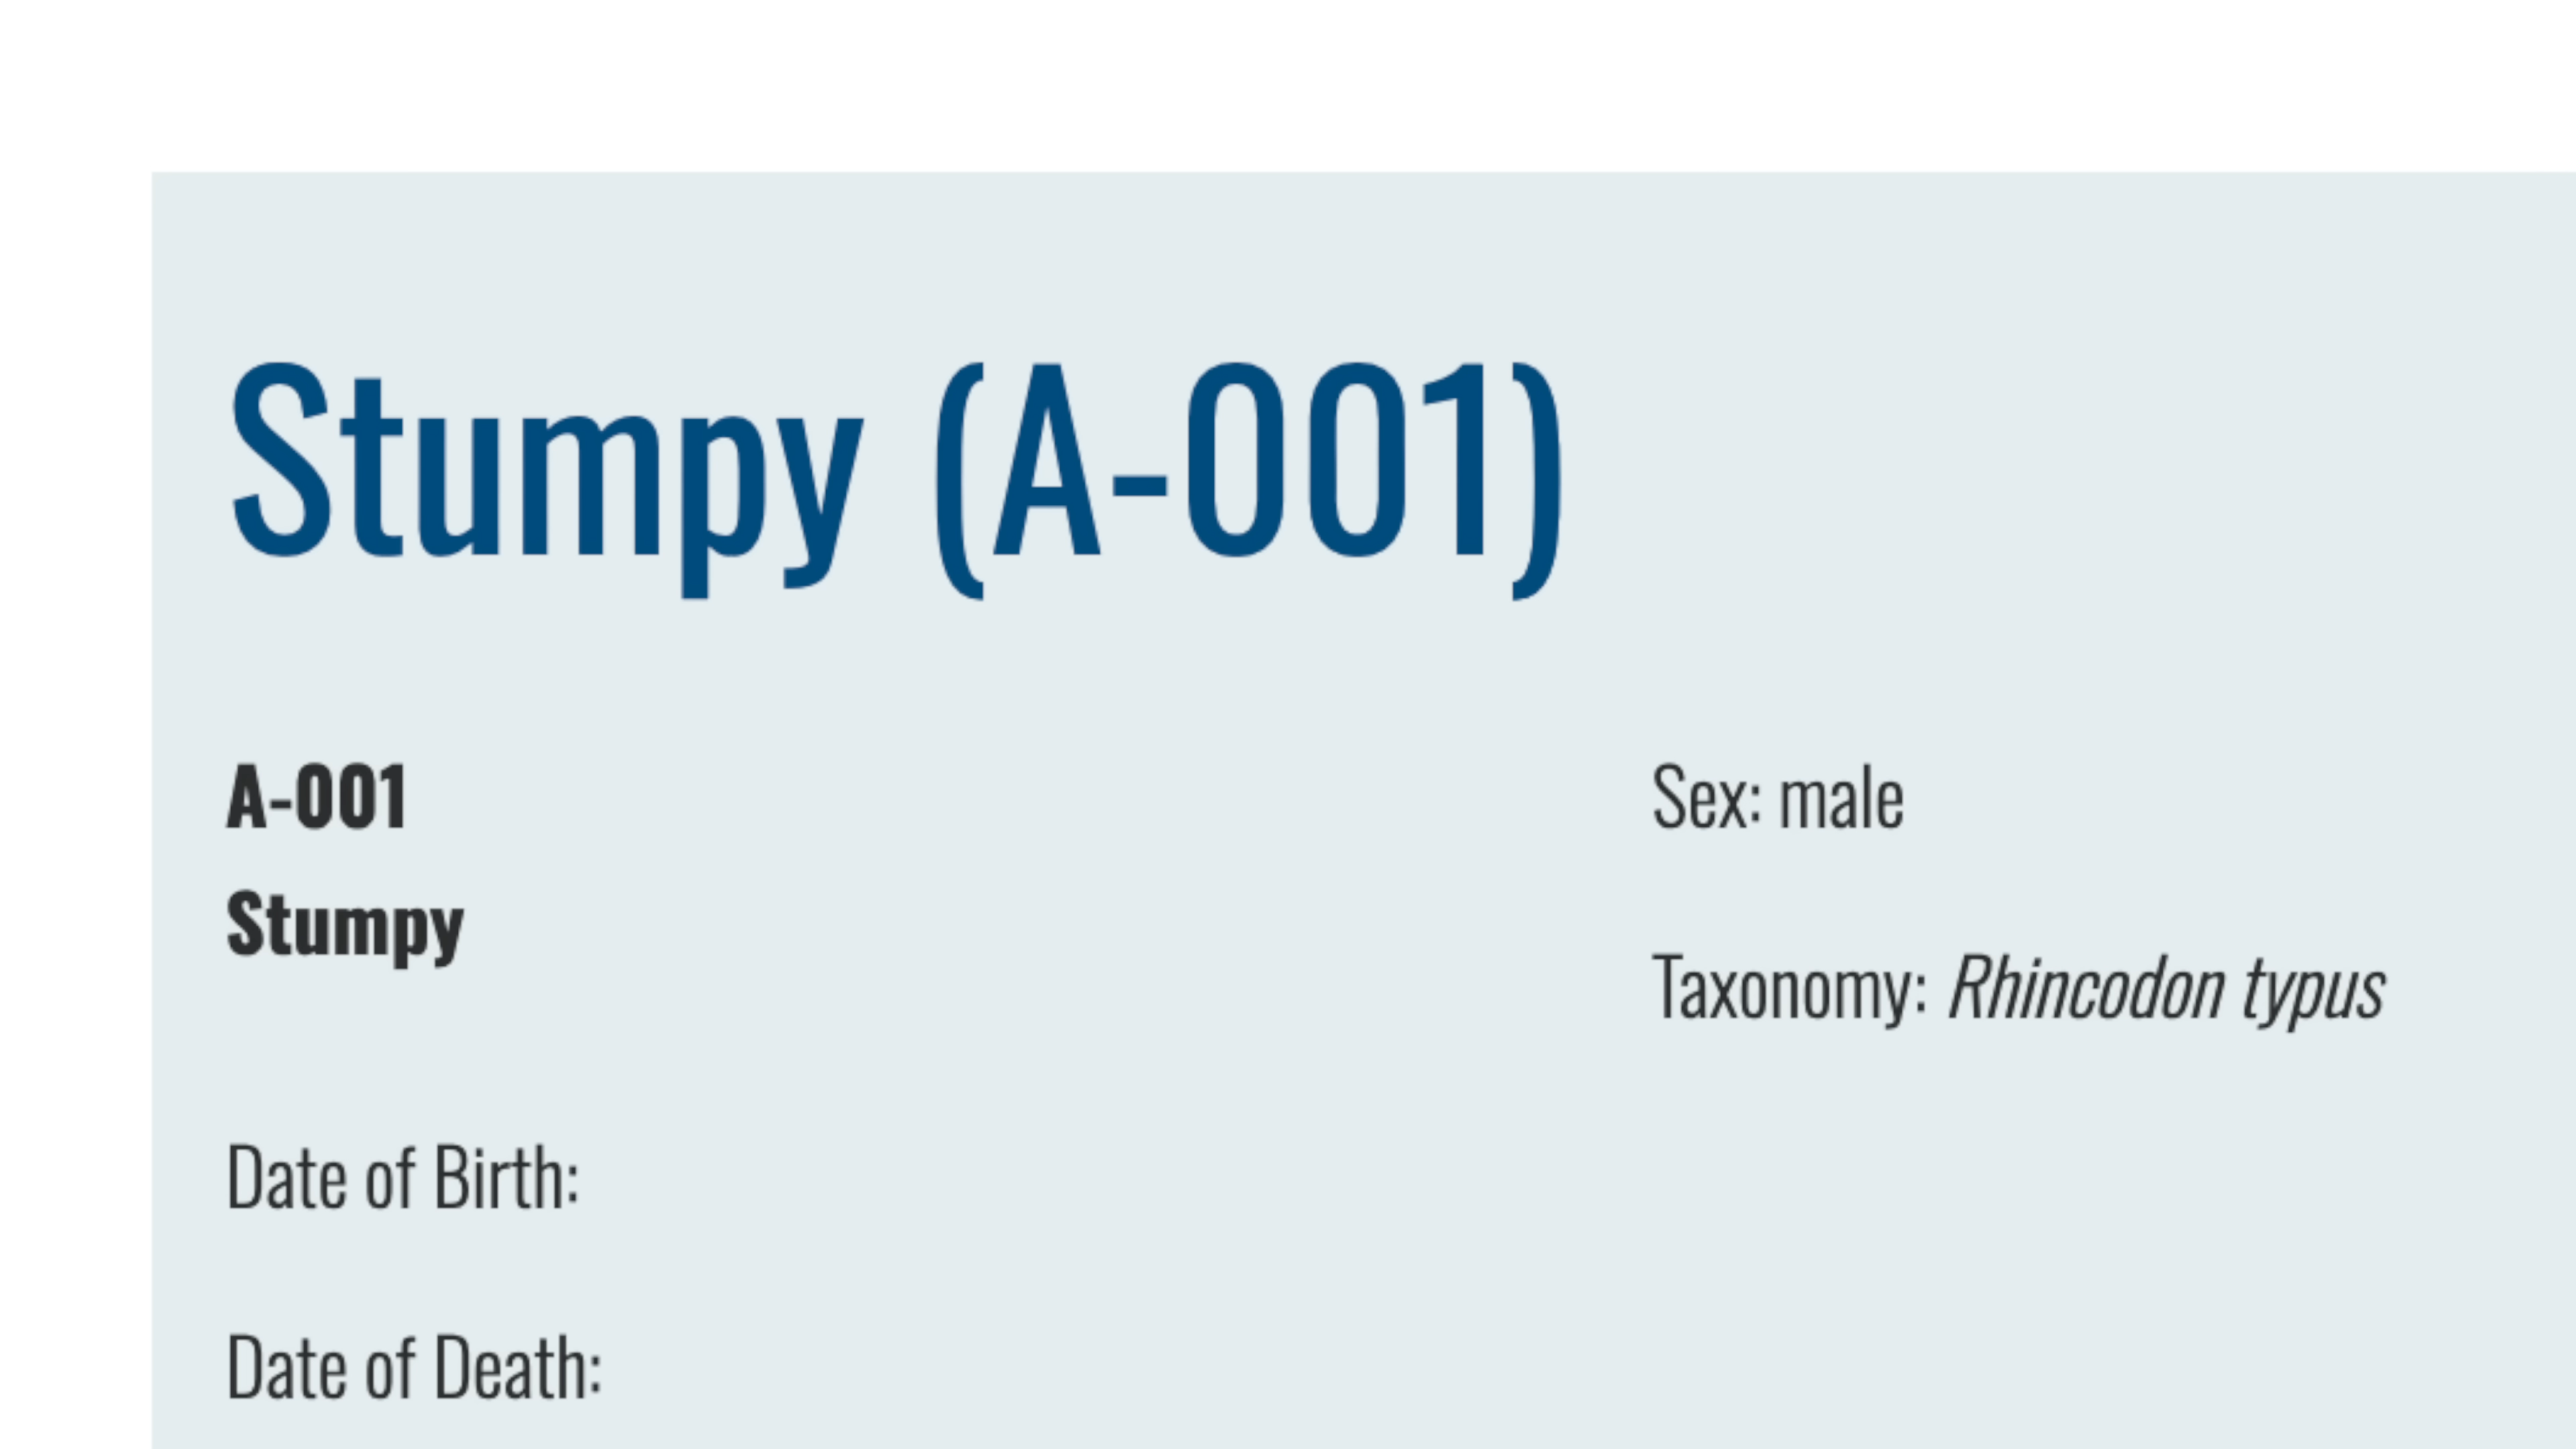 Stumpy (A-001)
A-001
Stumpy
Sex: male
Taxonomy: Rhincodon typus
Date of Birth:
Date of Death: